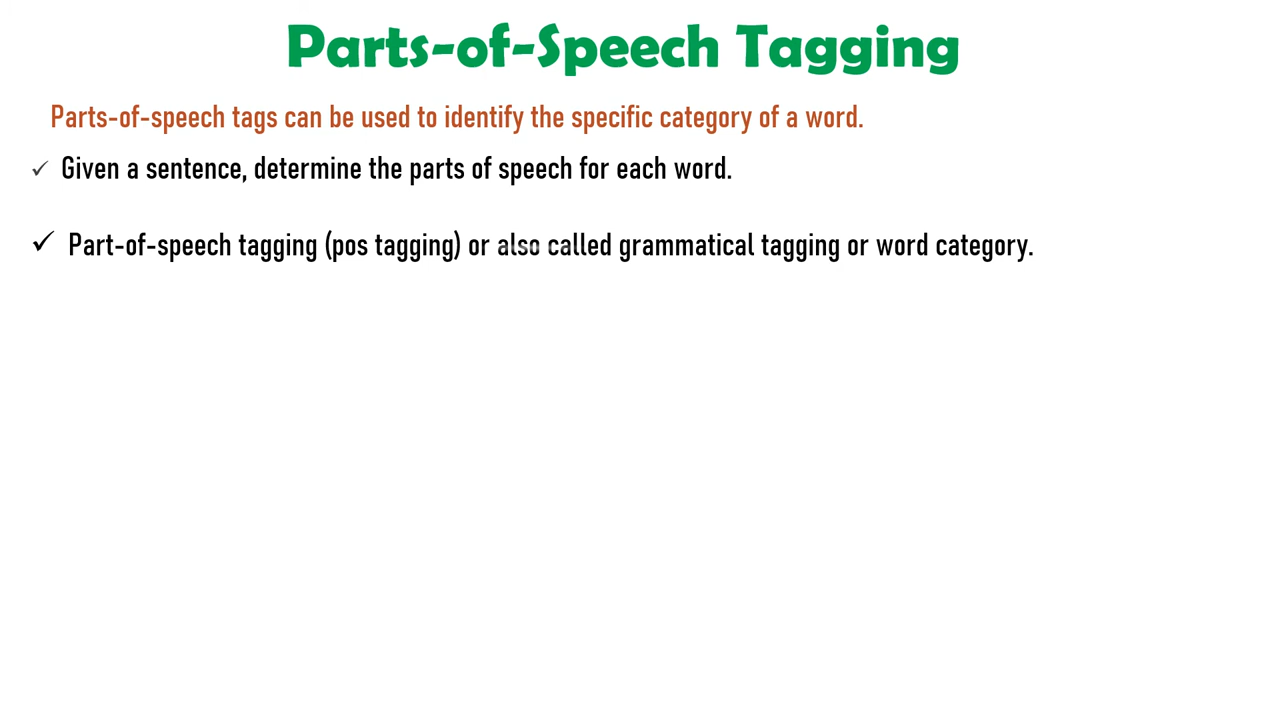 Parts-of-Speech Tagging
Parts-of-speech tags can be used to identify the specific category of a word.
✓ Given a sentence, determine the parts of speech for each word.
✓ Part-of-speech tagging (pos tagging) or also called grammatical tagging or word category.